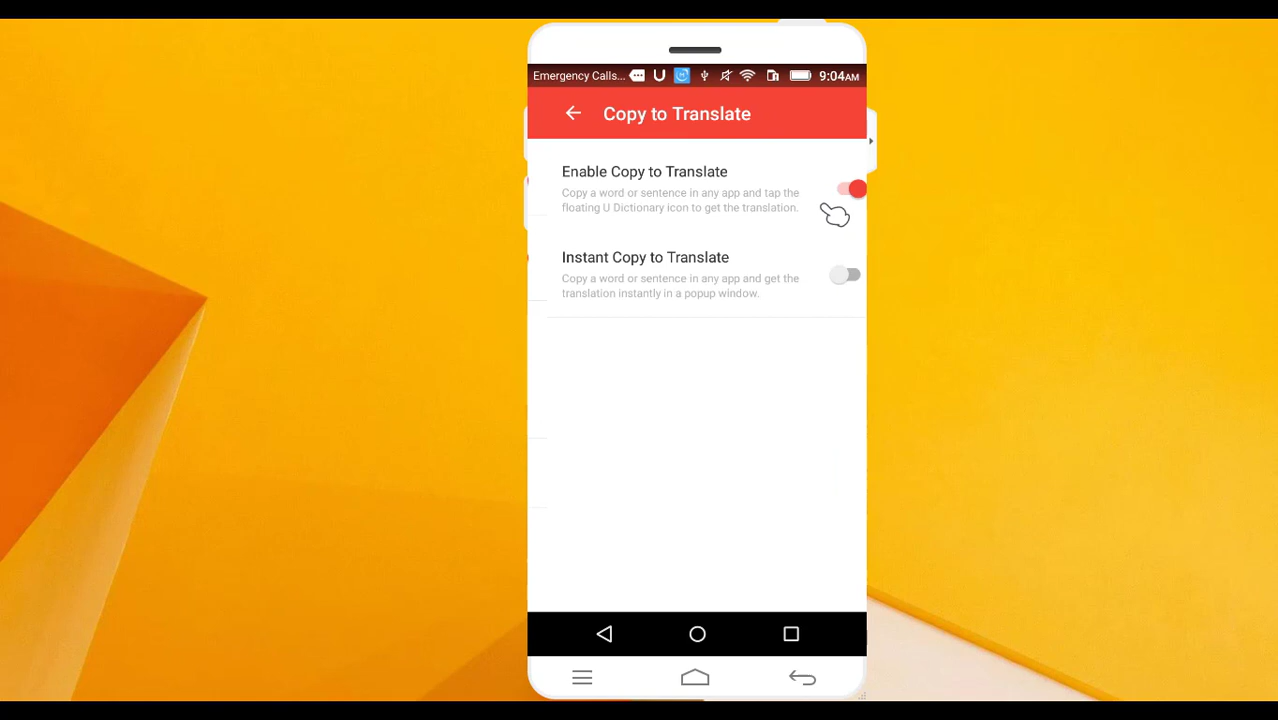 Emergency Calls... 9:04AM
Copy to Translate
Enable Copy to Translate
Copy a word or sentence in any app and tap the
floating U Dictionary icon to get the translation.
Instant Copy to Translate
Copy a word or sentence in any app and get the
translation instantly in a popup window.